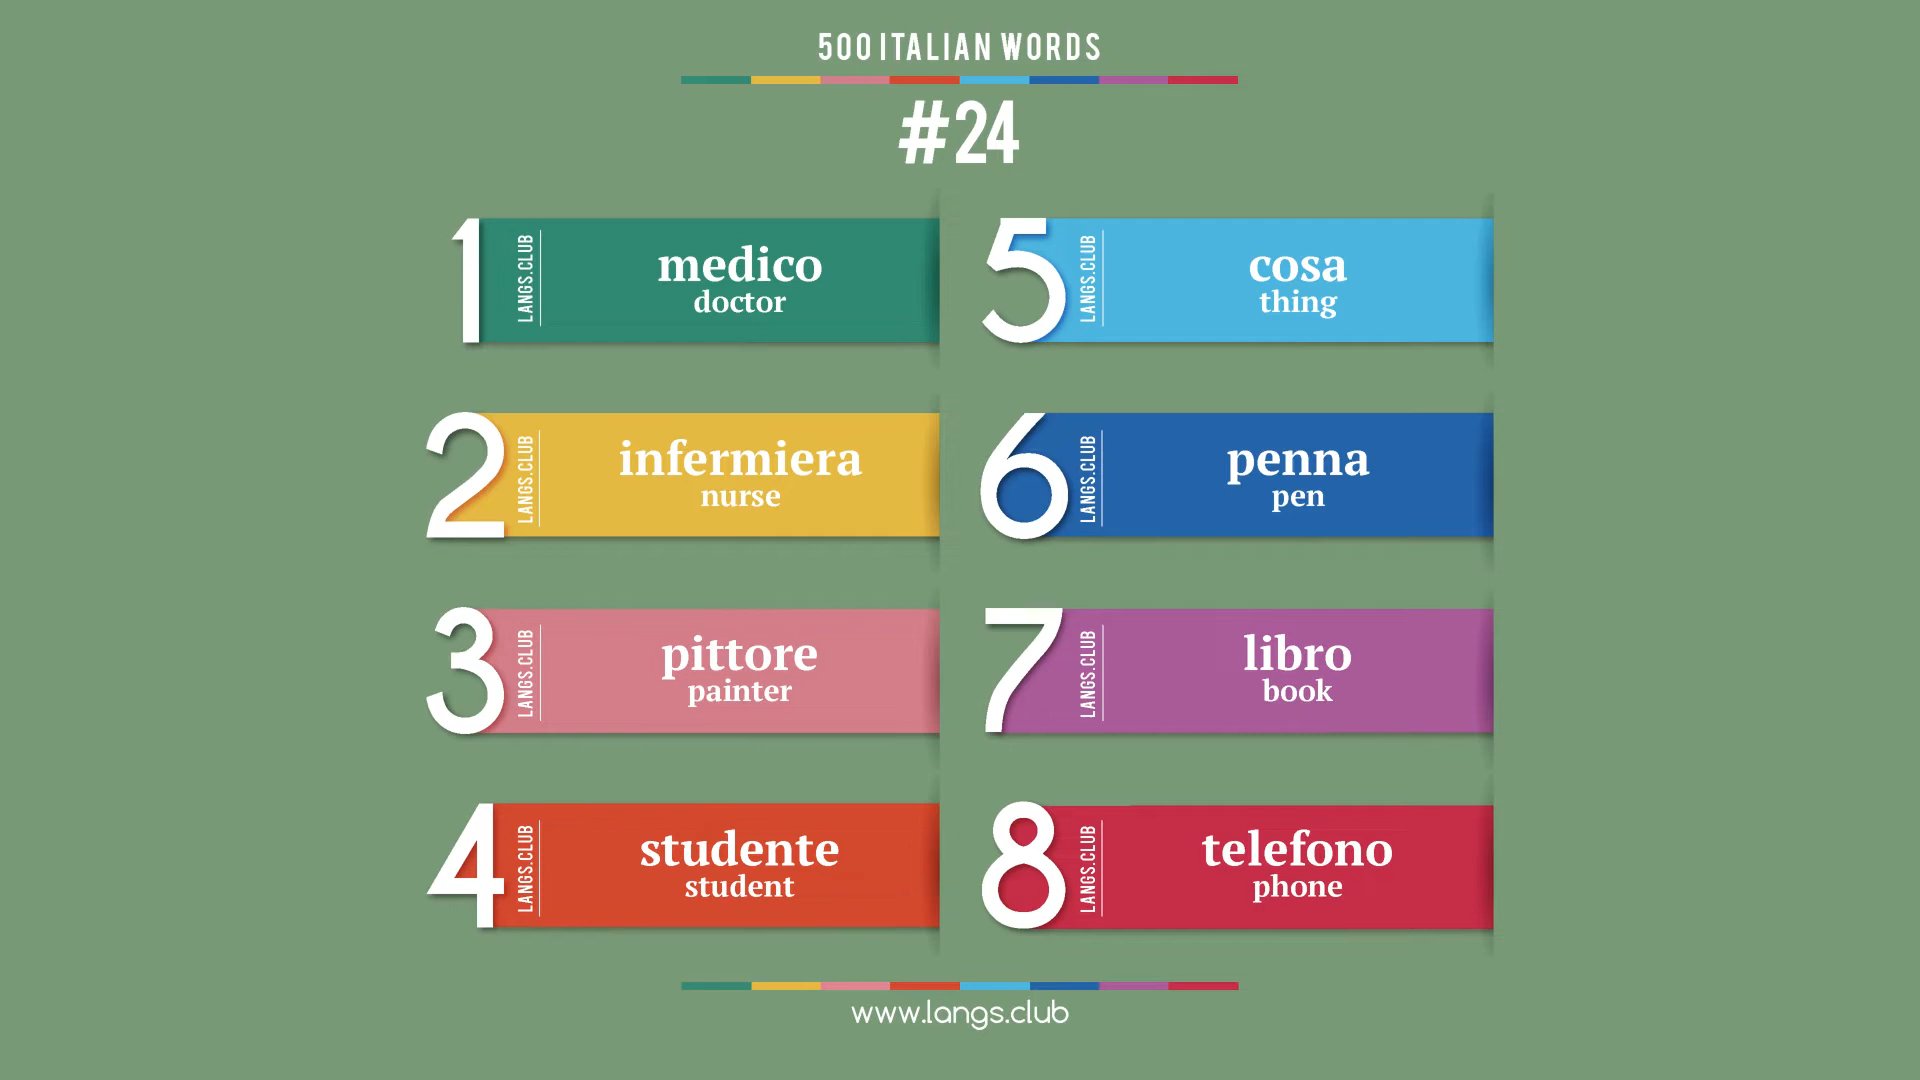 500 ITALIAN WORDS
#24
1
LANGS.CLUB
medico
doctor
2
LANGS.CLUB
infermiera
nurse
3
LANGS.CLUB
pittore
painter
4
LANGS.CLUB
studente
student
5
LANGS.CLUB
cosa
thing
6
LANGS.CLUB
penna
pen
7
LANGS.CLUB
libro
book
8
LANGS.CLUB
telefono
phone
www.langs.club